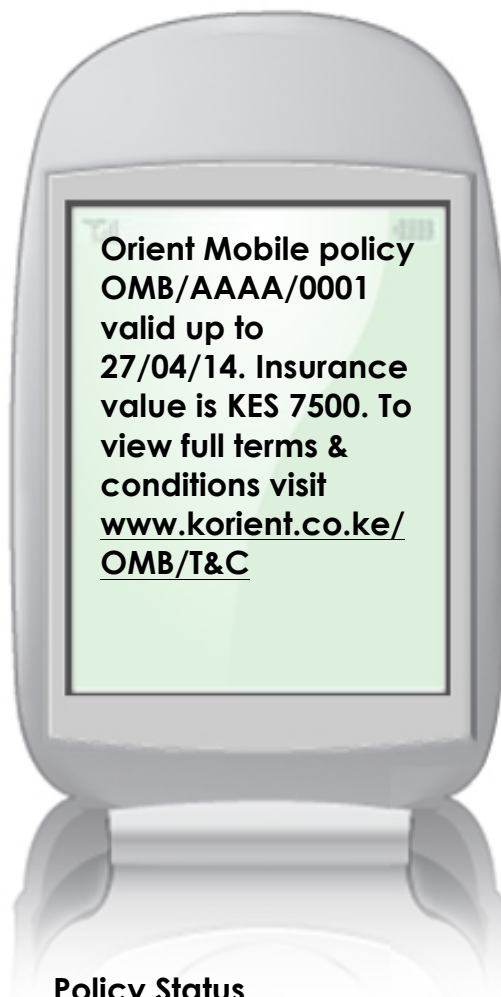 Orient Mobile policy
OMB/AAAA/0001
valid up to
27/04/14. Insurance
value is KES 7500. To
view full terms &
conditions visit
www.korient.co.ke/
OMB/T&C
Policy Status